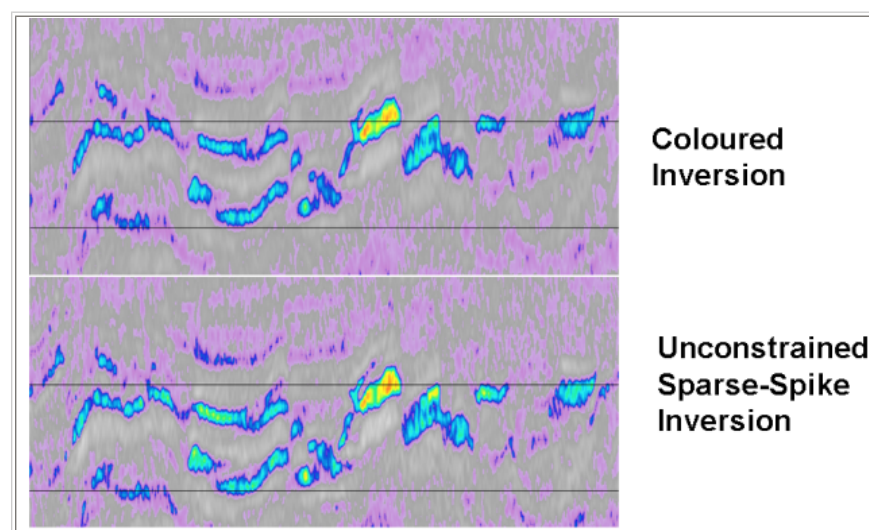 Coloured
Inversion
Unconstrained
Sparse-Spike
Inversion